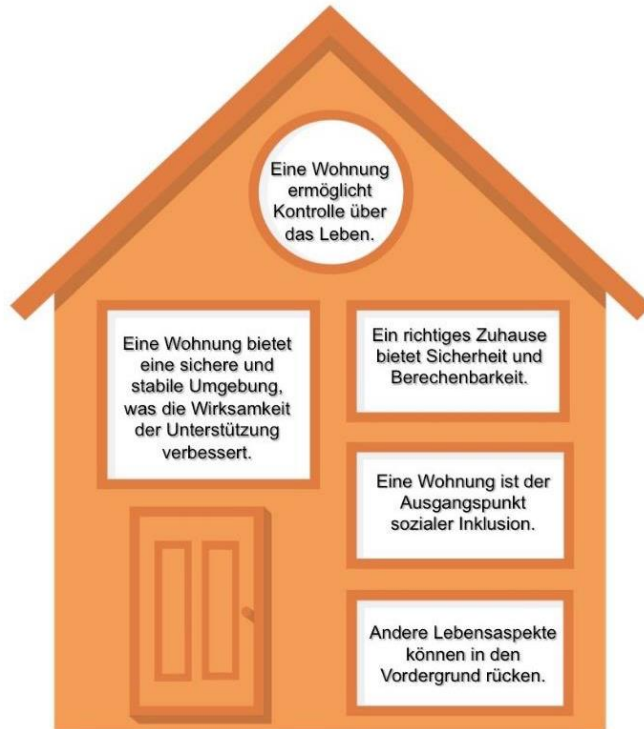 Eine Wohnung
ermöglicht
Kontrolle über
das Leben.
Eine Wohnung bietet
eine sichere und
stabile Umgebung,
was die Wirksamkeit
der Unterstützung
verbessert.
Ein richtiges Zuhause
bietet Sicherheit und
Berechenbarkeit.
Eine Wohnung ist der
Ausgangspunkt
sozialer Inklusion.
Andere Lebensaspekte
können in den
Vordergrund rücken.